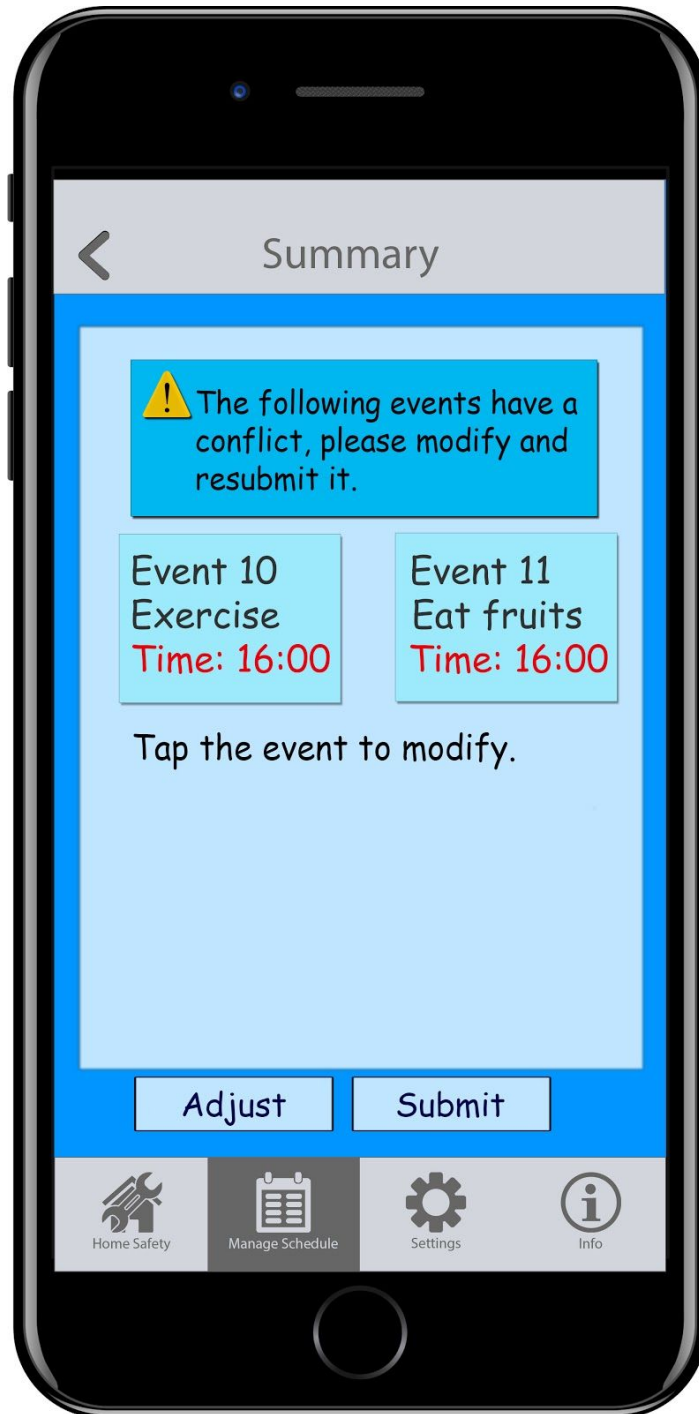 Summary
The following events have a
conflict, please modify and
resubmit it.
Event 10
Exercise
Time: 16:00
Event 11
Eat fruits
Time: 16:00
Tap the event to modify.
Adjust
Submit
Home Safety
Manage Schedule
Settings
Info